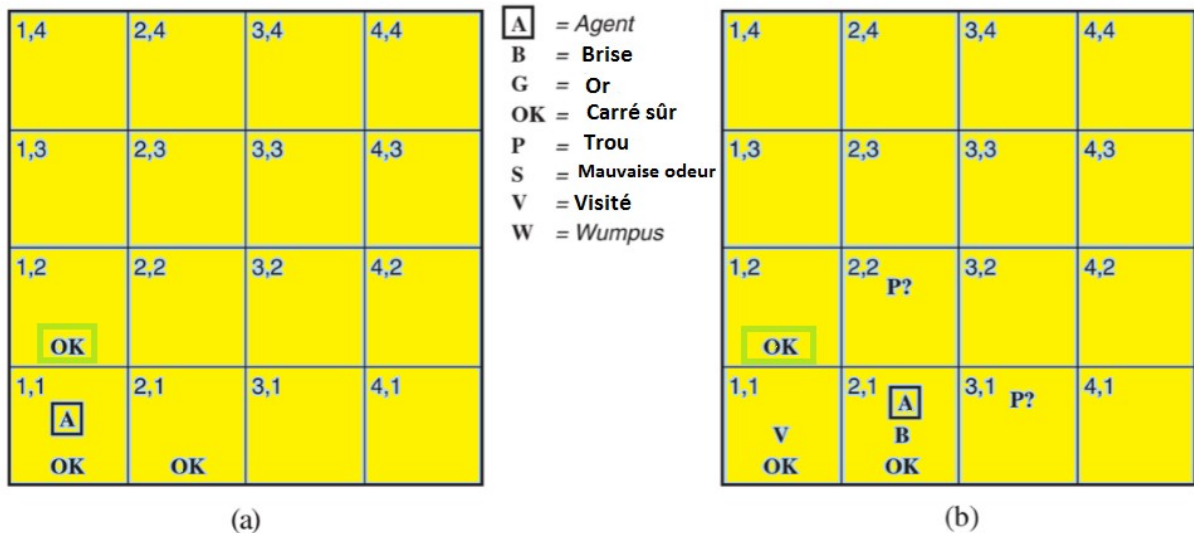 1,4 2,4 3,4 4,4
1,3 2,3 3,3 4,3
1,2 2,2 3,2 4,2
OK
1,1 2,1 3,1 4,1
A
OK OK
(a)
A = Agent
B = Brise
G = Or
OK = Carré sûr
P = Trou
S = Mauvaise odeur
V = Visité
W = Wumpus
1,4 2,4 3,4 4,4
1,3 2,3 3,3 4,3
1,2 2,2 3,2 4,2
P?
OK
1,1 2,1 3,1 4,1
A P?
V B
OK OK
(b)